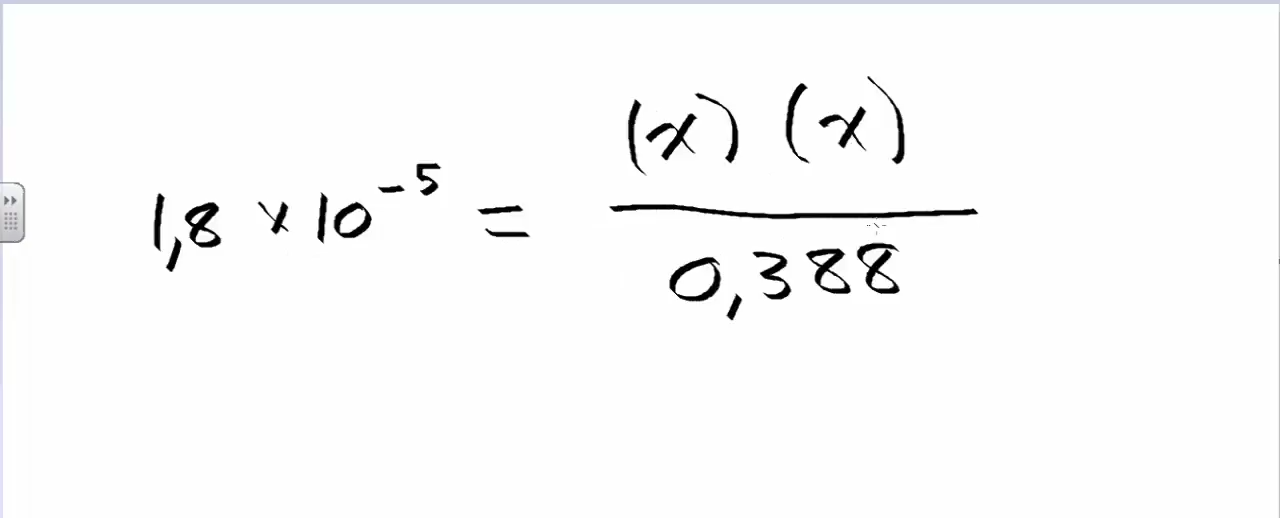 1,8 × 10⁻⁵ = (x) (x)
0,388